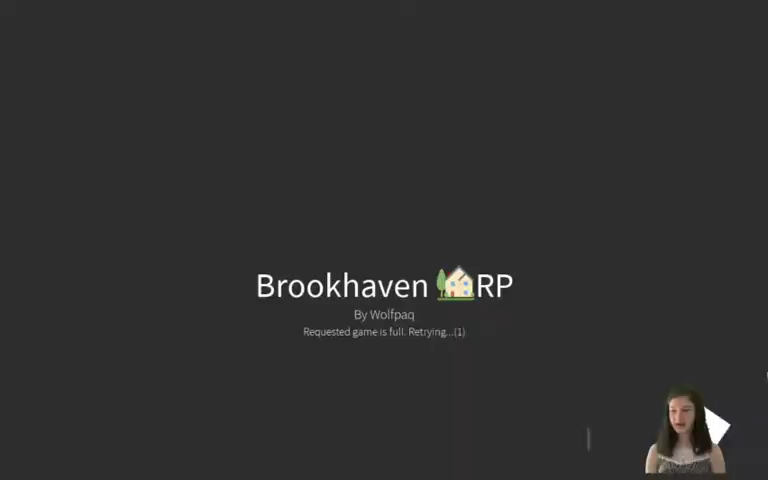 Brookhaven 🏡RP
By Wolfpaq
Requested game is full. Retrying...(1)